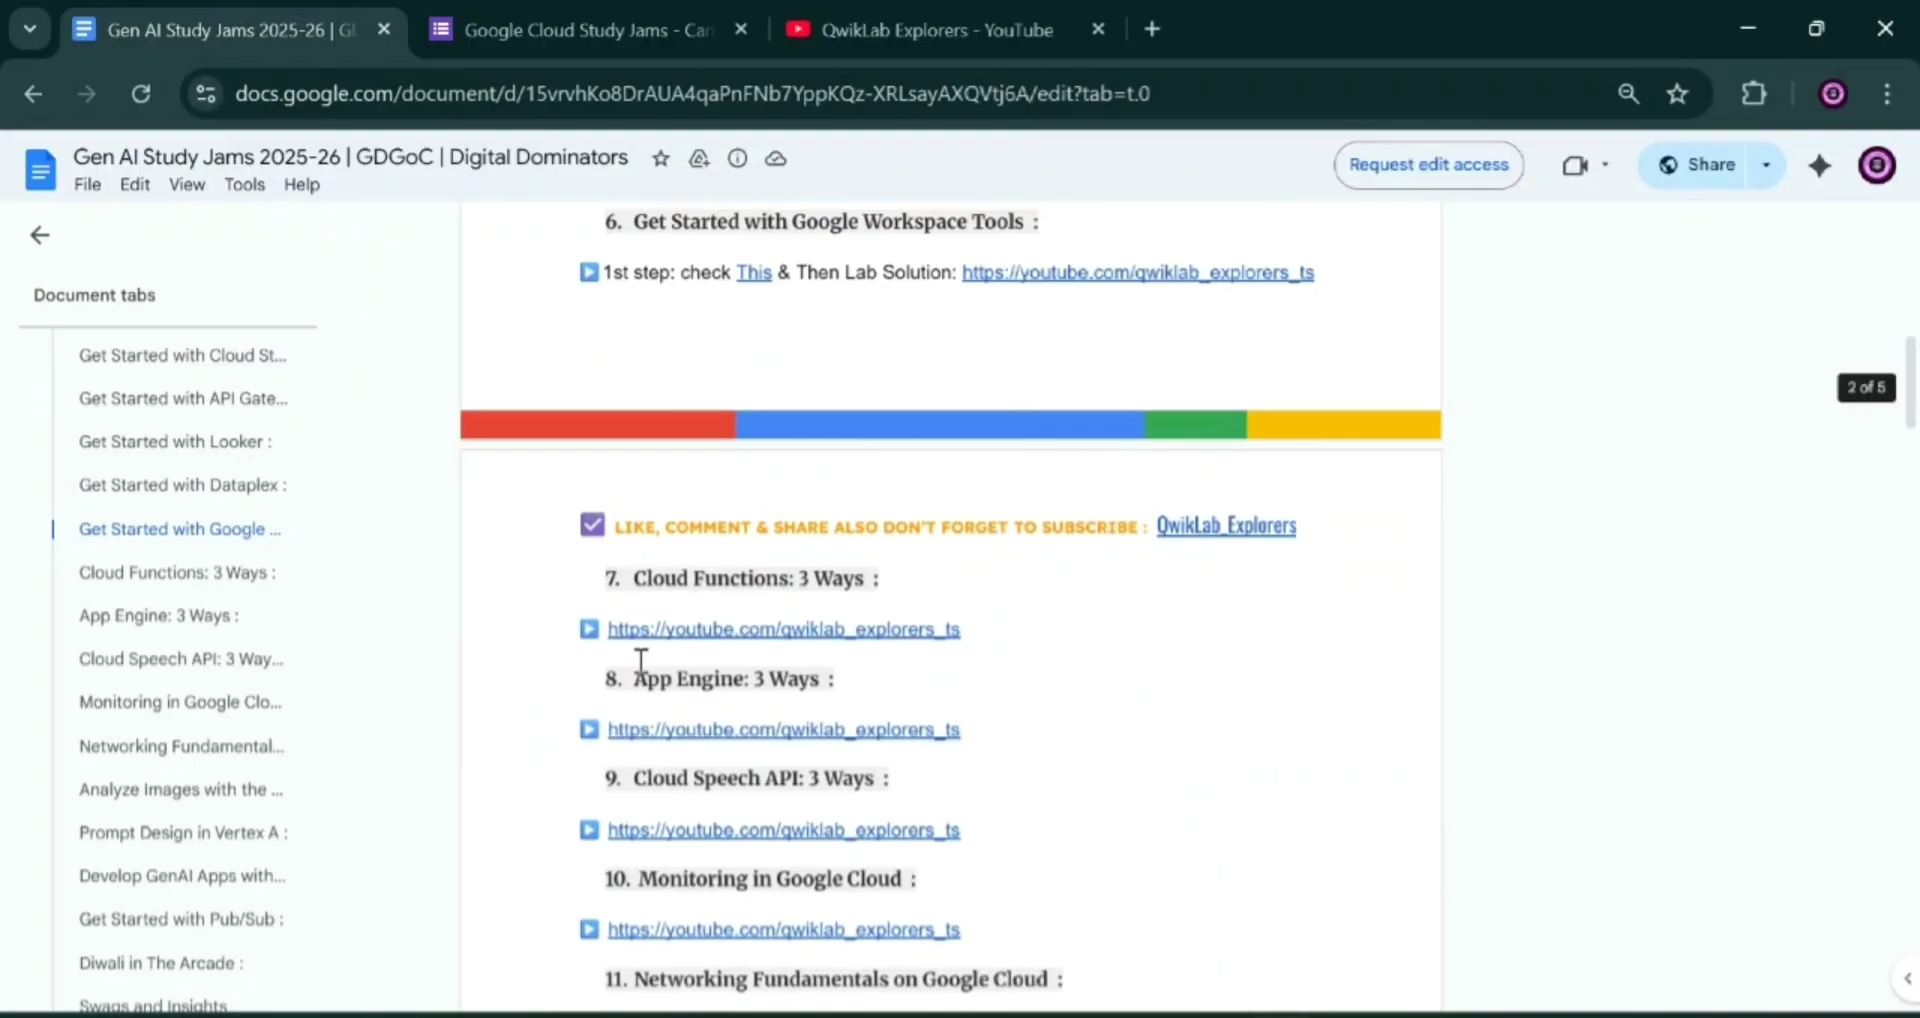 Gen AI Study Jams 2025-26 | GI
Google Cloud Study Jams - Car
QwikLab Explorers - YouTube
docs.google.com/document/d/15vrvhKo8DrAUA4qaPnFNb7YppKQz-XRLsayAXQVtj6A/edit?tab=t.0
Gen AI Study Jams 2025-26 | GDGoC | Digital Dominators
File Edit View Tools Help
Request edit access
Share
Document tabs
Get Started with Cloud St...
Get Started with API Gate...
Get Started with Looker :
Get Started with Dataplex :
Get Started with Google ...
Cloud Functions: 3 Ways :
App Engine: 3 Ways :
Cloud Speech API: 3 Way...
Monitoring in Google Clo...
Networking Fundamental...
Analyze Images with the ...
Prompt Design in Vertex A :
Develop GenAI Apps with...
Get Started with Pub/Sub :
Diwali in The Arcade :
Swags and Insights
6. Get Started with Google Workspace Tools :
1st step: check This & Then Lab Solution: https://youtube.com/qwiklab_explorers_ts
2 of 5
LIKE, COMMENT & SHARE ALSO DON'T FORGET TO SUBSCRIBE : QwikLab_Explorers
7. Cloud Functions: 3 Ways :
https://youtube.com/qwiklab_explorers_ts
8. App Engine: 3 Ways :
https://youtube.com/qwiklab_explorers_ts
9. Cloud Speech API: 3 Ways :
https://youtube.com/qwiklab_explorers_ts
10. Monitoring in Google Cloud :
https://youtube.com/qwiklab_explorers_ts
11. Networking Fundamentals on Google Cloud :